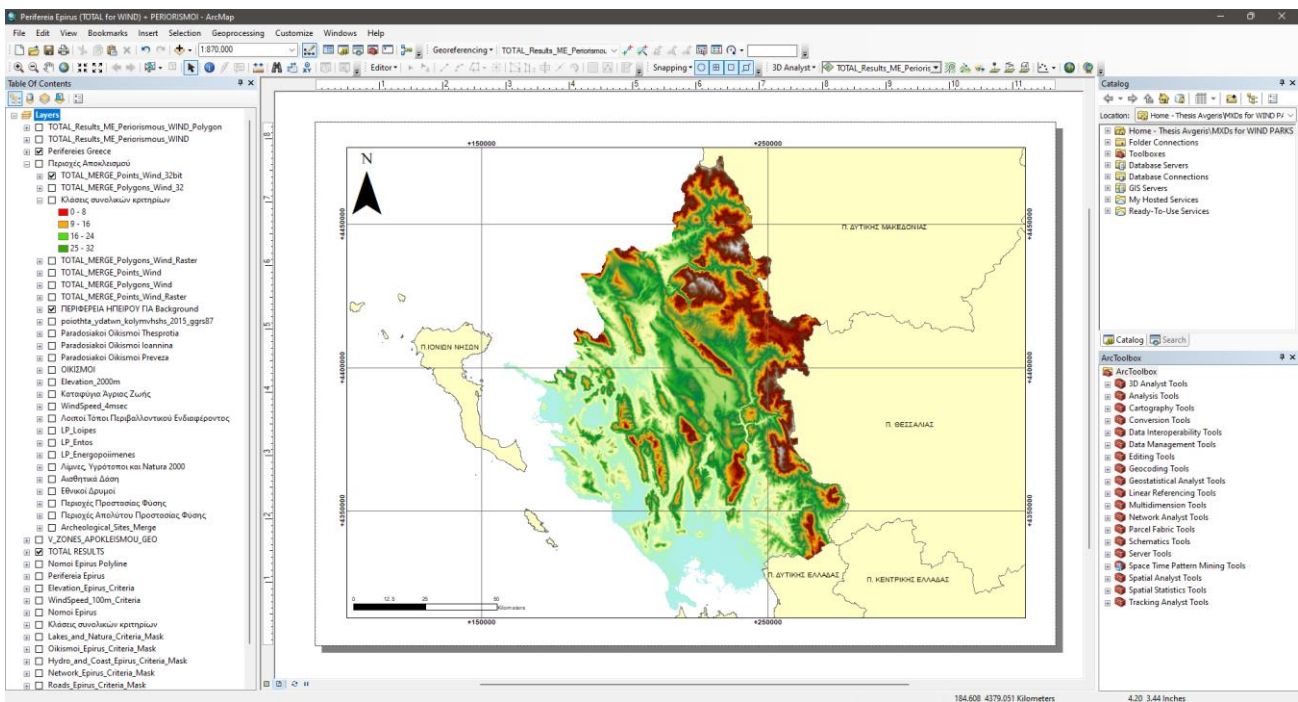 Perifereia Epirus (TOTAL for WIND) + PERIORISMOI - ArcMap
File Edit View Bookmarks Insert Selection Geoprocessing Customize Windows Help
1:870,000
Georeferencing
TOTAL_Results_ME_Periorismou
Editor
Snapping
3D Analyst
TOTAL_Results_ME_Perioris
Table Of Contents
Layers
TOTAL_Results_ME_Periorismous_WIND_Polygon
TOTAL_Results_ME_Periorismous_WIND
Perifereies Greece
Περιοχές Αποκλεισμού
TOTAL_MERGE_Points_Wind_32bit
TOTAL_MERGE_Polygons_Wind_32
Κλάσεις συνολικών κριτηρίων
0 - 8
9 - 16
16 - 24
25 - 32
TOTAL_MERGE_Polygons_Wind_Raster
TOTAL_MERGE_Points_Wind
TOTAL_MERGE_Polygons_Wind
TOTAL_MERGE_Points_Wind_Raster
ΠΕΡΙΦΕΡΕΙΑ ΗΠΕΙΡΟΥ ΓΙΑ Background
poiothta_ydatwn_kolymvhshs_2015_ggrs87
Paradosiakoi Oikismoi Thesprotia
Paradosiakoi Oikismoi Ioannina
Paradosiakoi Oikismoi Preveza
ΟΙΚΙΣΜΟΙ
Elevation_2000m
Καταφύγια Άγριας Ζωής
WindSpeed_4msec
Λοιποί Τόποι Περιβαλλοντικού Ενδιαφέροντος
LP_Loipes
LP_Entos
LP_Energopoiimenes
Λίμνες, Υγρότοποι και Natura 2000
Αισθητικά Δάση
Εθνικοί Δρυμοί
Περιοχές Προστασίας Φύσης
Περιοχές Απολύτου Προστασίας Φύσης
Archeological_Sites_Merge
V_ZONES_APOKLEISMOU_GEO
TOTAL RESULTS
Nomoi Epirus Polyline
Perifereia Epirus
Elevation_Epirus_Criteria
WindSpeed_100m_Criteria
Nomoi Epirus
Κλάσεις συνολικών κριτηρίων
Lakes_and_Natura_Criteria_Mask
Oikismoi_Epirus_Criteria_Mask
Hydro_and_Coast_Epirus_Criteria_Mask
Network_Epirus_Criteria_Mask
Roads_Epirus_Criteria_Mask
+150000
+250000
N
+4450000
+4450000
Π. ΔΥΤΙΚΗΣ ΜΑΚΕΔΟΝΙΑΣ
Π.ΙΟΝΙΩΝ ΝΗΣΩΝ
+4400000
+4400000
Π. ΘΕΣΣΑΛΙΑΣ
+4350000
+4350000
Π. ΔΥΤΙΚΗΣ ΕΛΛΑΔΑΣ
Π. ΚΕΝΤΡΙΚΗΣ ΕΛΛΑΔΑΣ
0 12.5 25 50
Kilometers
+150000
+250000
Catalog
Location: Home - Thesis Avgeris\MXDs for WIND P
Home - Thesis Avgeris\MXDs for WIND PARKS
Folder Connections
Toolboxes
Database Servers
Database Connections
GIS Servers
My Hosted Services
Ready-To-Use Services
Catalog Search
ArcToolbox
ArcToolbox
3D Analyst Tools
Analysis Tools
Cartography Tools
Conversion Tools
Data Interoperability Tools
Data Management Tools
Editing Tools
Geocoding Tools
Geostatistical Analyst Tools
Linear Referencing Tools
Multidimension Tools
Network Analyst Tools
Parcel Fabric Tools
Schematics Tools
Server Tools
Space Time Pattern Mining Tools
Spatial Analyst Tools
Spatial Statistics Tools
Tracking Analyst Tools
184.608 4379.051 Kilometers
4.20 3.44 Inches